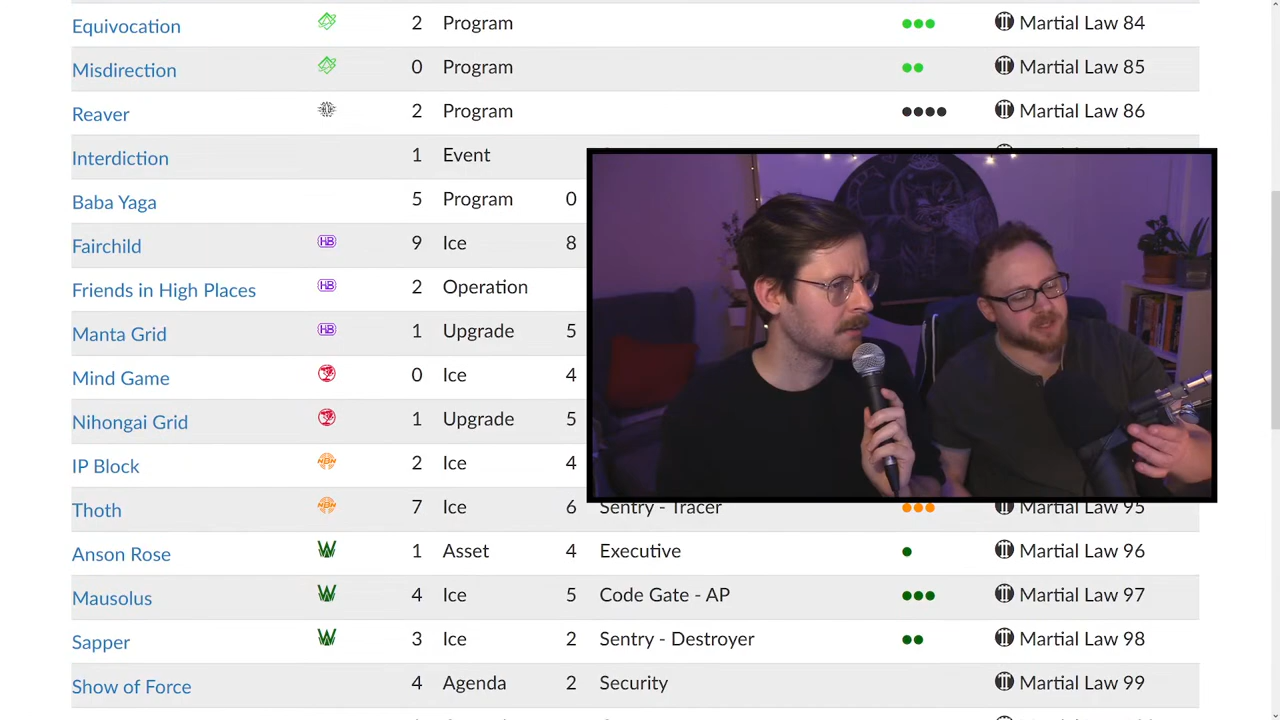 Equivocation 2 Program ●●● Martial Law 84
Misdirection 0 Program ●● Martial Law 85
Reaver 2 Program ●●●● Martial Law 86
Interdiction 1 Event
Baba Yaga 5 Program 0
Fairchild HB 9 Ice 8
Friends in High Places HB 2 Operation
Manta Grid HB 1 Upgrade 5
Mind Game 0 Ice 4
Nihongai Grid 1 Upgrade 5
IP Block NBN 2 Ice 4
Thoth NBN 7 Ice 6 Sentry - Tracer ●●● Martial Law 95
Anson Rose W 1 Asset 4 Executive ● Martial Law 96
Mausolus W 4 Ice 5 Code Gate - AP ●●● Martial Law 97
Sapper W 3 Ice 2 Sentry - Destroyer ●● Martial Law 98
Show of Force 4 Agenda 2 Security Martial Law 99